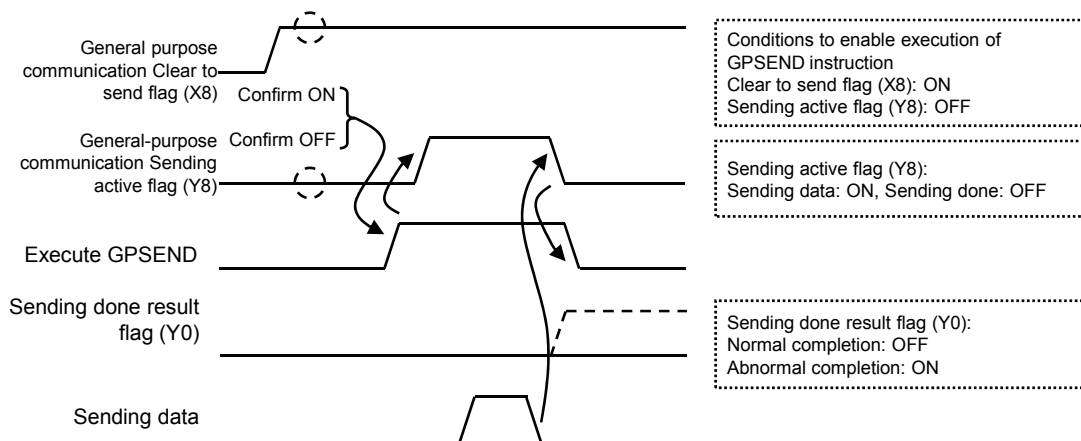 General purpose
communication Clear to
send flag (X8)
Confirm ON
Confirm OFF
General-purpose
communication Sending
active flag (Y8)
Execute GPSEND
Sending done result
flag (Y0)
Sending data
Conditions to enable execution of
GPSEND instruction
Clear to send flag (X8): ON
Sending active flag (Y8): OFF
Sending active flag (Y8):
Sending data: ON, Sending done: OFF
Sending done result flag (Y0):
Normal completion: OFF
Abnormal completion: ON